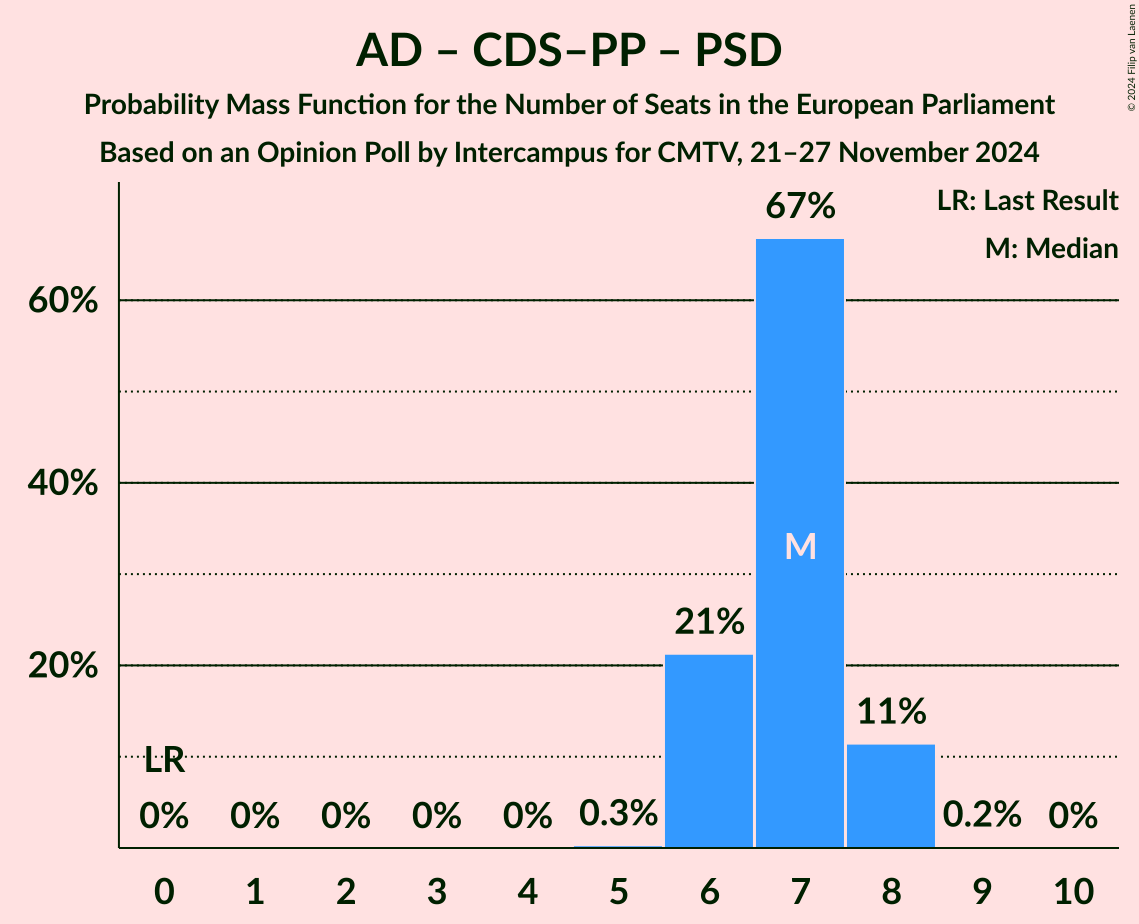 AD – CDS–PP – PSD
Probability Mass Function for the Number of Seats in the European Parliament
Based on an Opinion Poll by Intercampus for CMTV, 21–27 November 2024
© 2024 Filip van Laenen
LR: Last Result
M: Median
67%
60%
40%
M
21%
20%
11%
LR
0% 0% 0% 0% 0% 0.3% 0.2% 0%
0 1 2 3 4 5 6 7 8 9 10